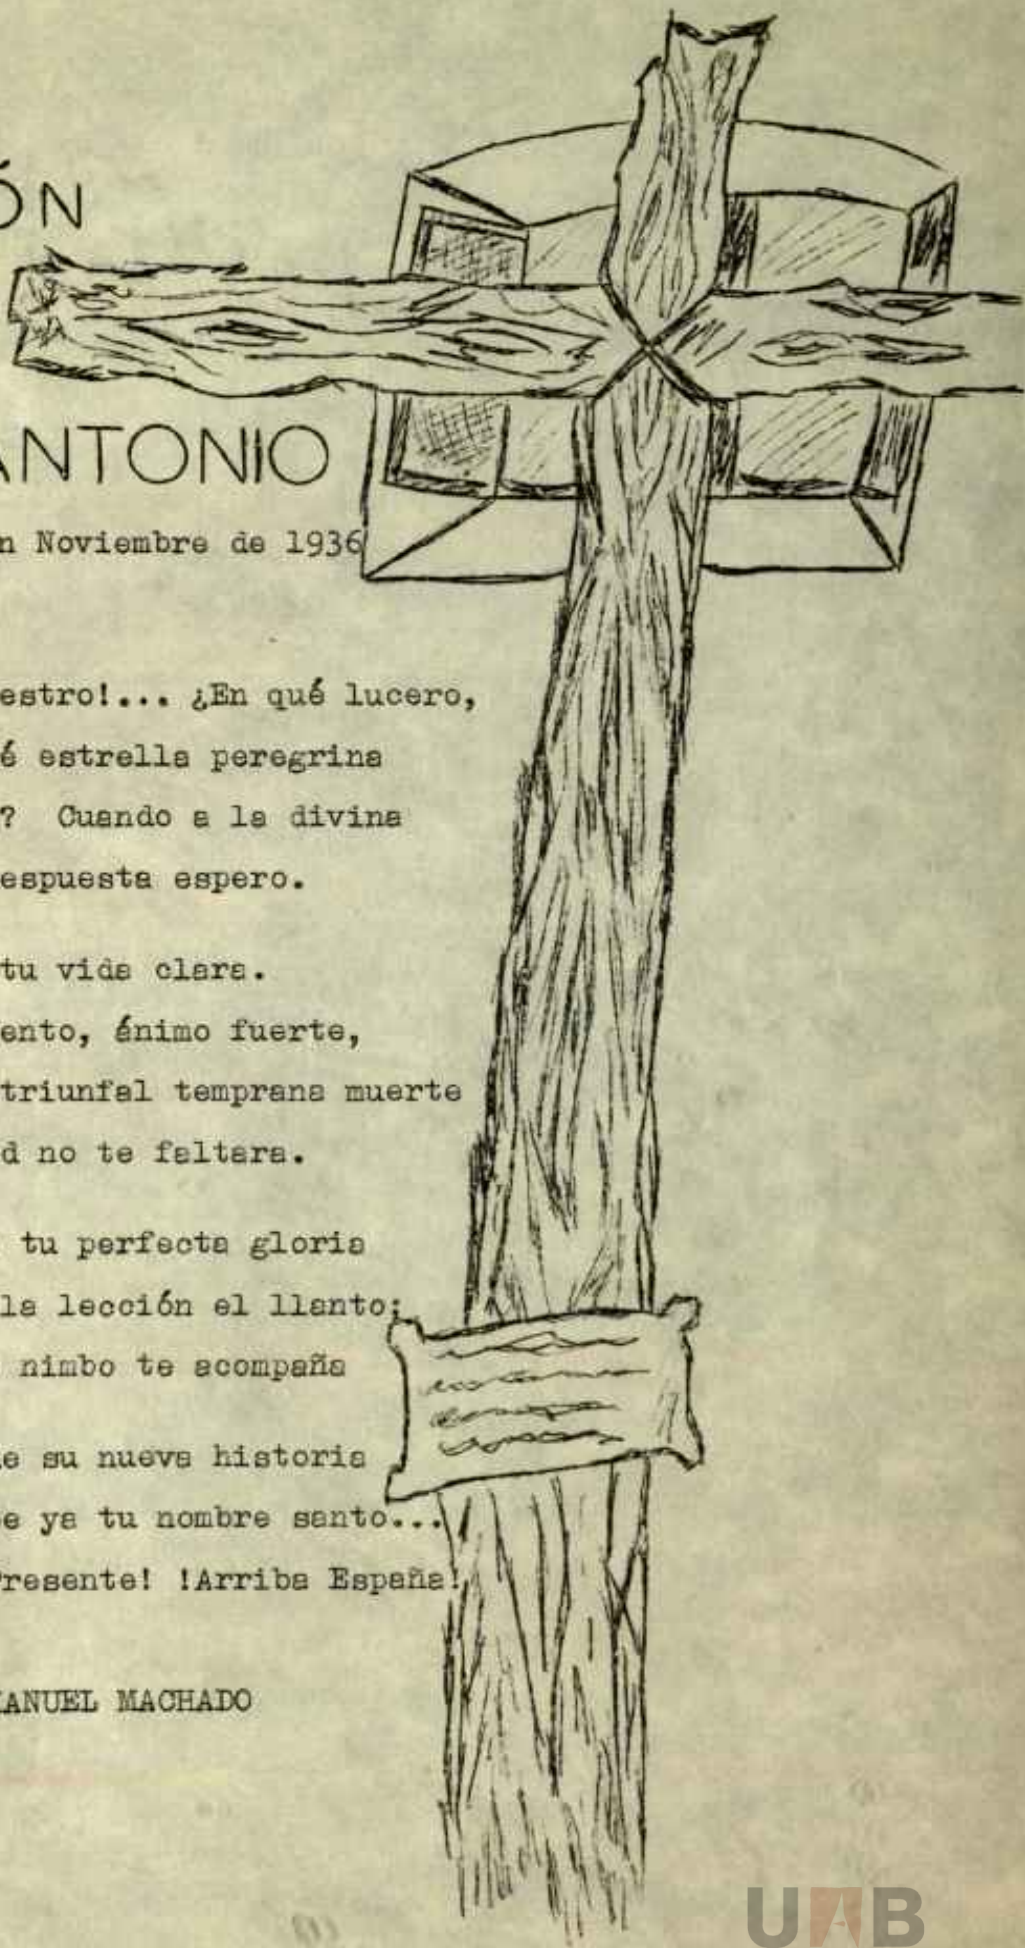 ÓN
ANTONIO
n Noviembre de 1936
estro!... ¿En qué lucero,
é estrella peregrina
? Cuando a la divina
espuesta espero.
tu vida clara.
ento, ánimo fuerte,
triunfal temprana muerte
d no te faltara.
tu perfecta gloria
la lección el llanto;
nimbo te acompaña
e su nueva historia
e ya tu nombre santo...
Presente! !Arriba España!
MANUEL MACHADO
UAB